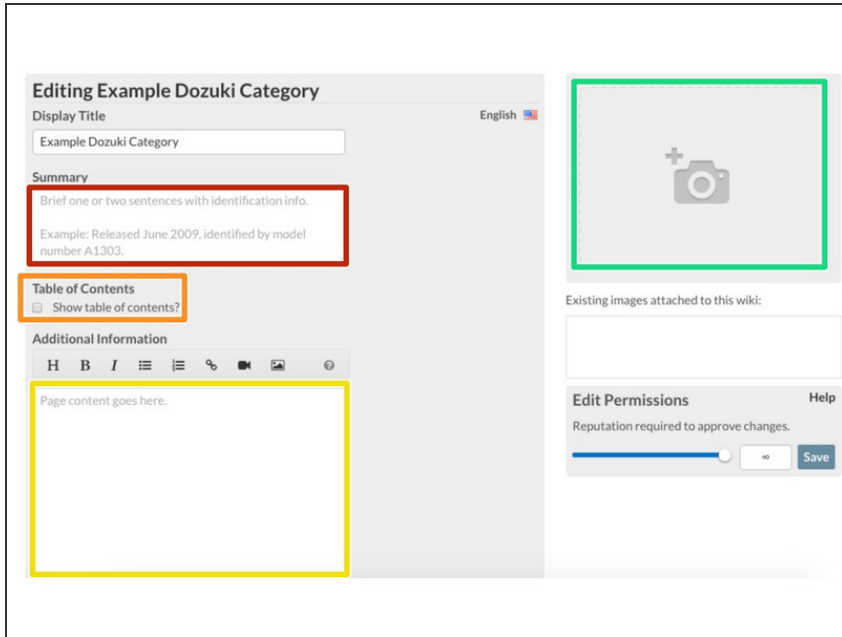 Editing Example Dozuki Category
Display Title
English
Example Dozuki Category
Summary
Brief one or two sentences with identification info.
Example: Released June 2009, identified by model
number A1303.
Table of Contents
Show table of contents?
Additional Information
H B I
Page content goes here.
Existing images attached to this wiki:
Edit Permissions
Help
Reputation required to approve changes.
∞
Save